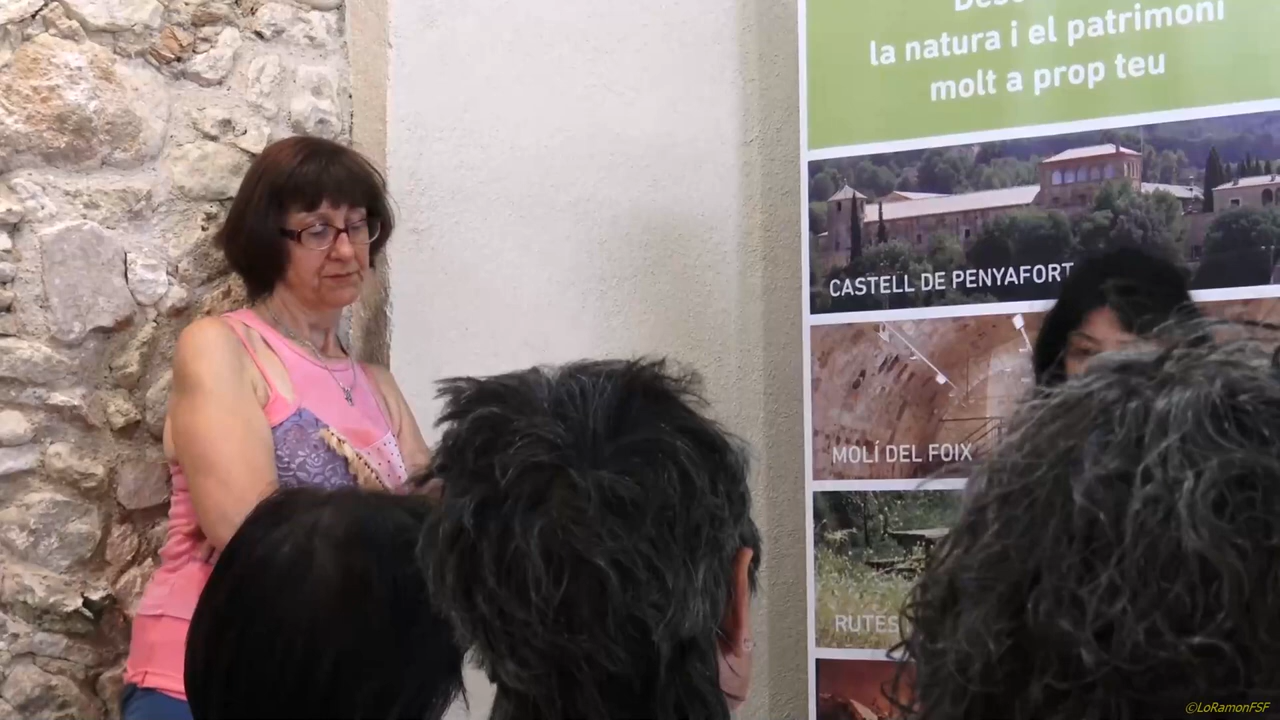 la natura i el patrimoni
molt a prop teu
CASTELL DE PENYAFORT
MOLÍ DEL FOIX
RUTES
©LoRamonFSF